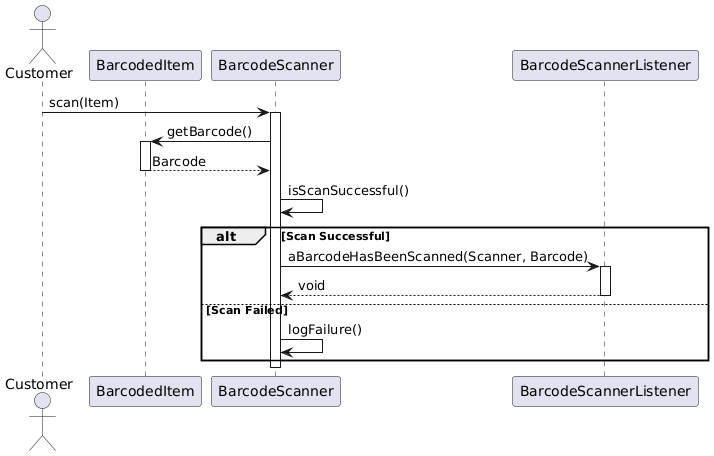 Customer
BarcodedItem
BarcodeScanner
BarcodeScannerListener
scan(Item)
getBarcode()
Barcode
isScanSuccessful()
alt
[Scan Successful]
aBarcodeHasBeenScanned(Scanner, Barcode)
void
[Scan Failed]
logFailure()
Customer
BarcodedItem
BarcodeScanner
BarcodeScannerListener